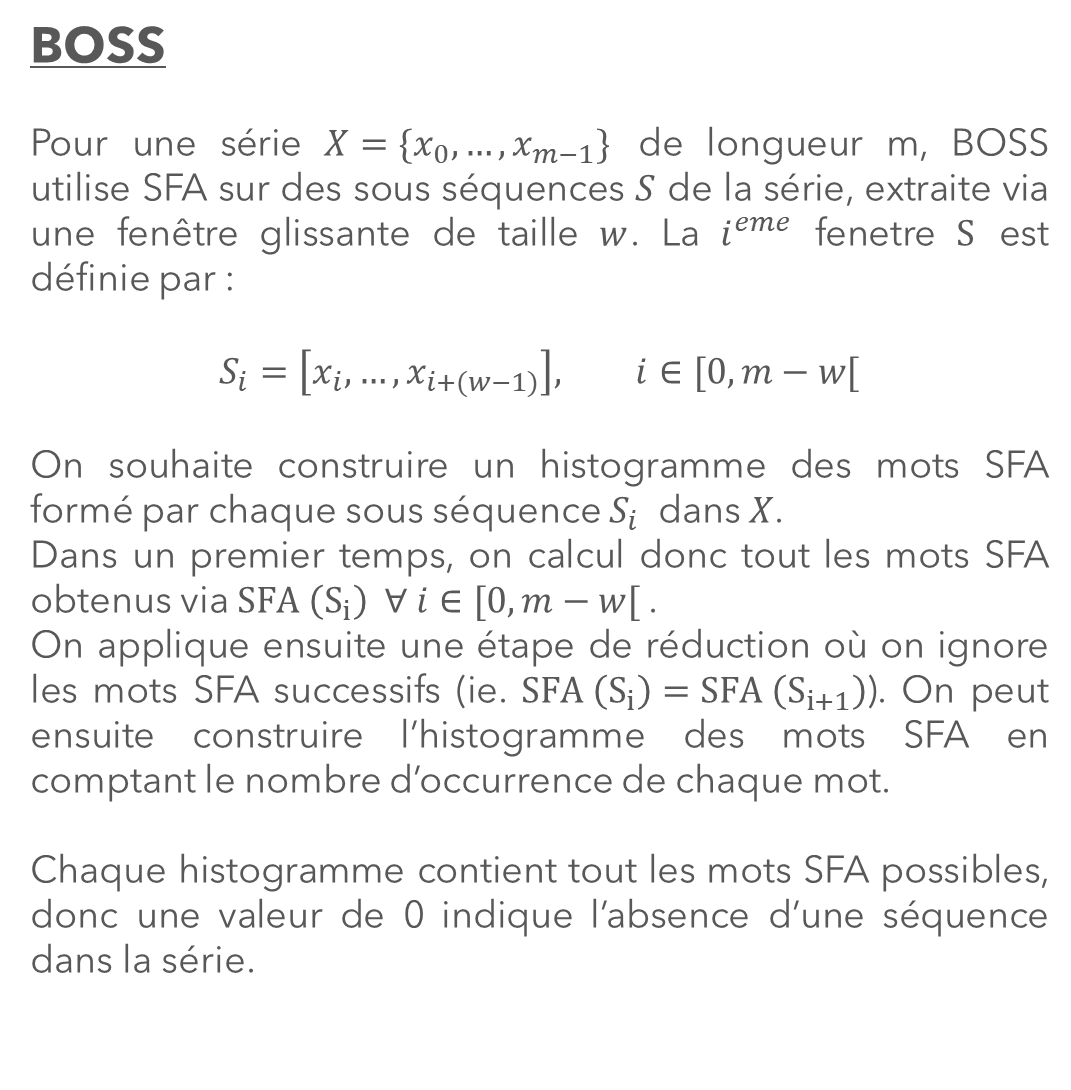 BOSS
Pour une série X = {x₀, … , xₘ₋₁} de longueur m, BOSS
utilise SFA sur des sous séquences S de la série, extraite via
une fenêtre glissante de taille w. La iᵉᵐᵉ fenetre S est
définie par :
Sᵢ = [xᵢ, … , xᵢ₊₍w₋₁₎], i ∈ [0, m − w[
On souhaite construire un histogramme des mots SFA
formé par chaque sous séquence Sᵢ dans X.
Dans un premier temps, on calcul donc tout les mots SFA
obtenus via SFA (Sᵢ) ∀ i ∈ [0, m − w[ .
On applique ensuite une étape de réduction où on ignore
les mots SFA successifs (ie. SFA (Sᵢ) = SFA (Sᵢ₊₁)). On peut
ensuite construire l’histogramme des mots SFA en
comptant le nombre d’occurrence de chaque mot.
Chaque histogramme contient tout les mots SFA possibles,
donc une valeur de 0 indique l’absence d’une séquence
dans la série.